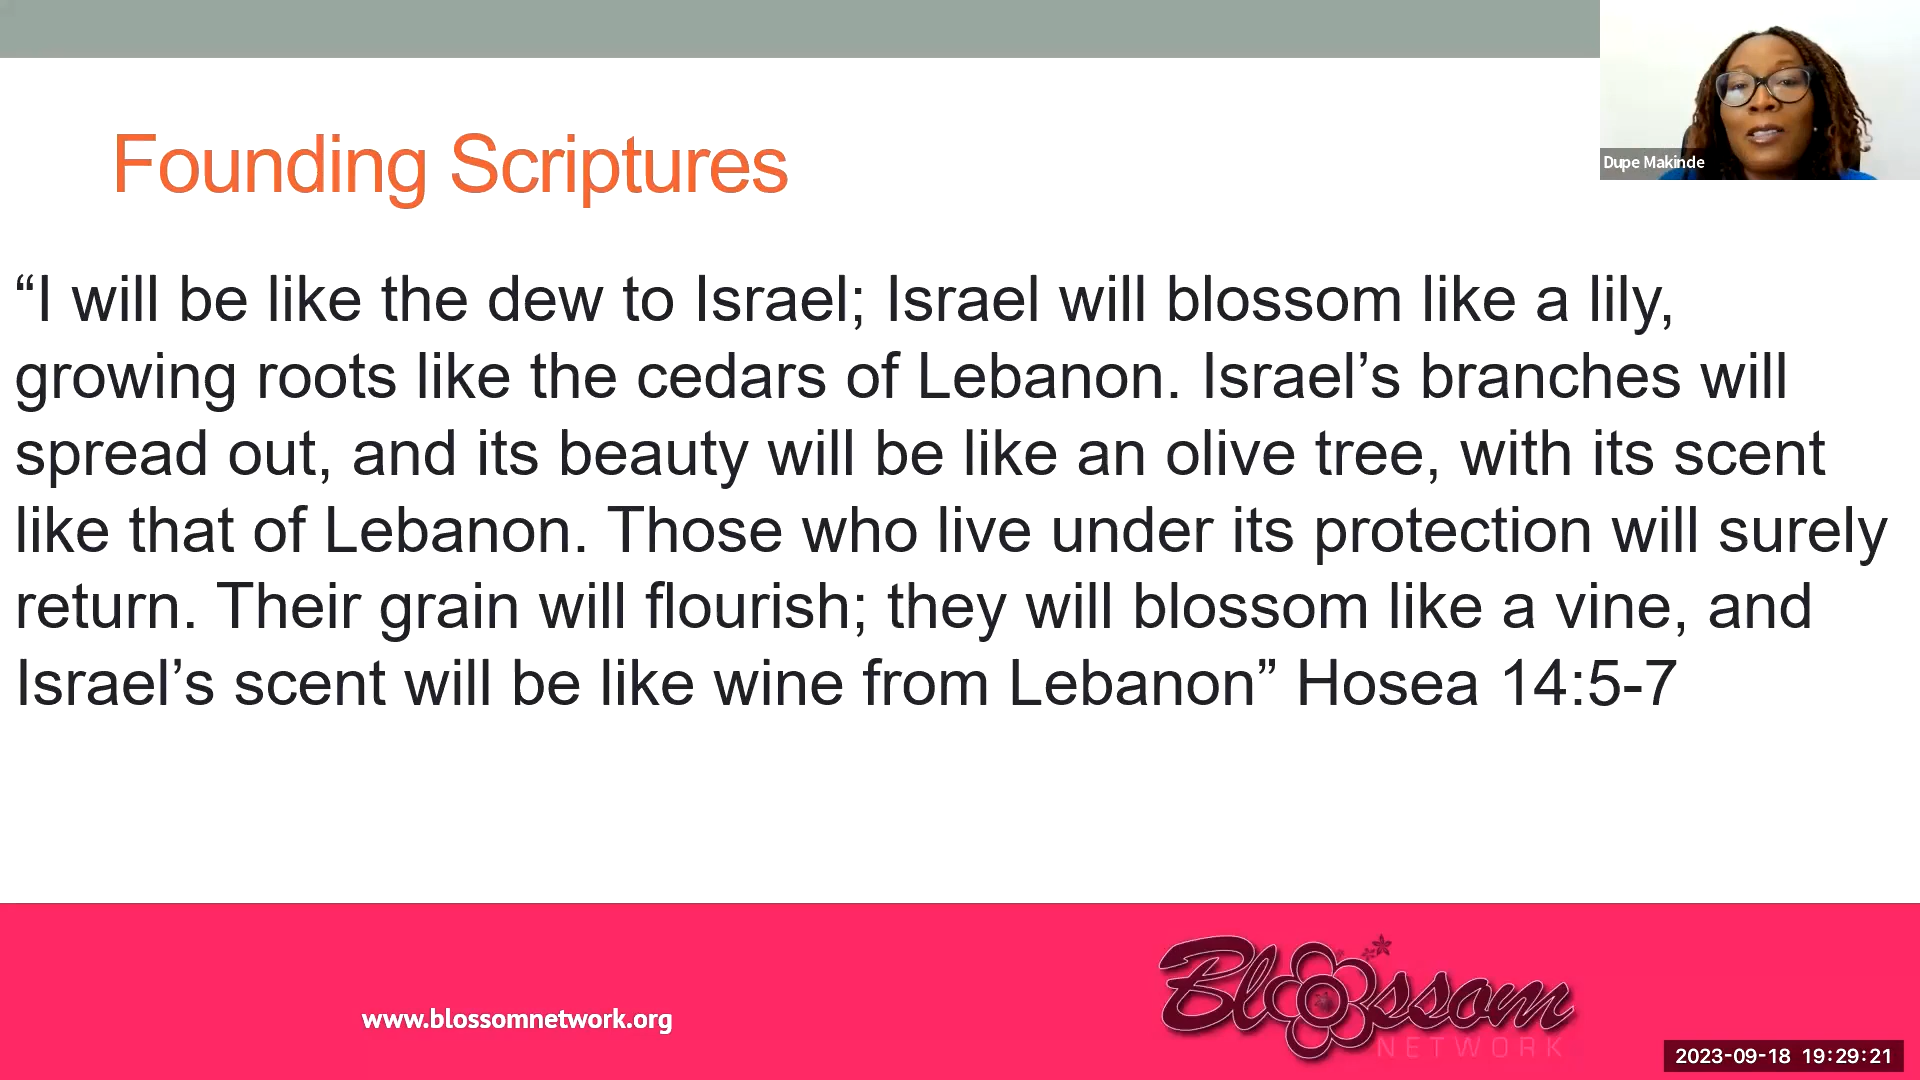 Dupe Makinde
Founding Scriptures
“I will be like the dew to Israel; Israel will blossom like a lily,
growing roots like the cedars of Lebanon. Israel’s branches will
spread out, and its beauty will be like an olive tree, with its scent
like that of Lebanon. Those who live under its protection will surely
return. Their grain will flourish; they will blossom like a vine, and
Israel’s scent will be like wine from Lebanon” Hosea 14:5-7
www.blossomnetwork.org
Blossom
NETWORK
2023-09-18 19:29:21